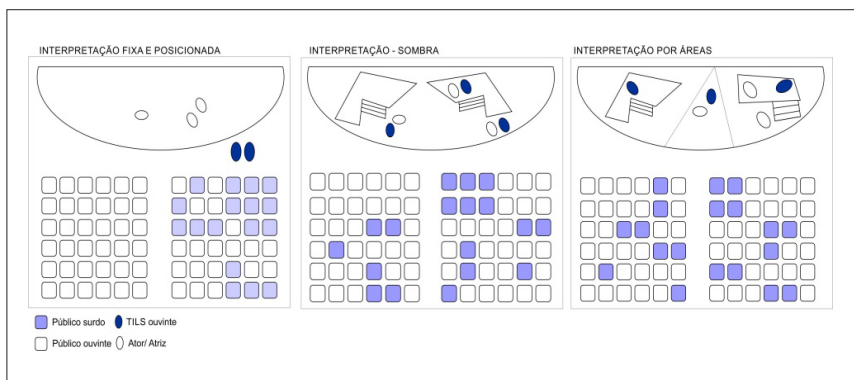 INTERPRETAÇÃO FIXA E POSICIONADA
INTERPRETAÇÃO - SOMBRA
INTERPRETAÇÃO POR ÁREAS
Público surdo
TILS ouvinte
Público ouvinte
Ator/ Atriz